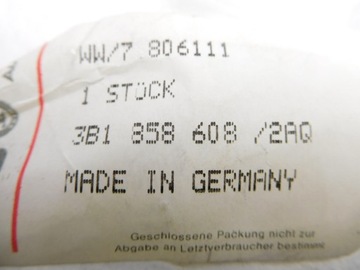 WW/7 806111
1 STÜCK
3B1 858 608 /2AQ
MADE IN GERMANY
Geschlossene Packung nicht zur
Abgabe an Letztverbraucher bestimmt